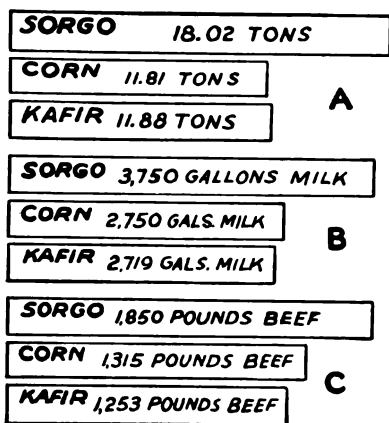 SORGO 18.02 TONS
CORN 11.81 TONS
KAFIR 11.88 TONS
A
SORGO 3,750 GALLONS MILK
CORN 2,750 GALS. MILK
KAFIR 2,719 GALS. MILK
B
SORGO 1,850 POUNDS BEEF
CORN 1,315 POUNDS BEEF
KAFIR 1,253 POUNDS BEEF
C